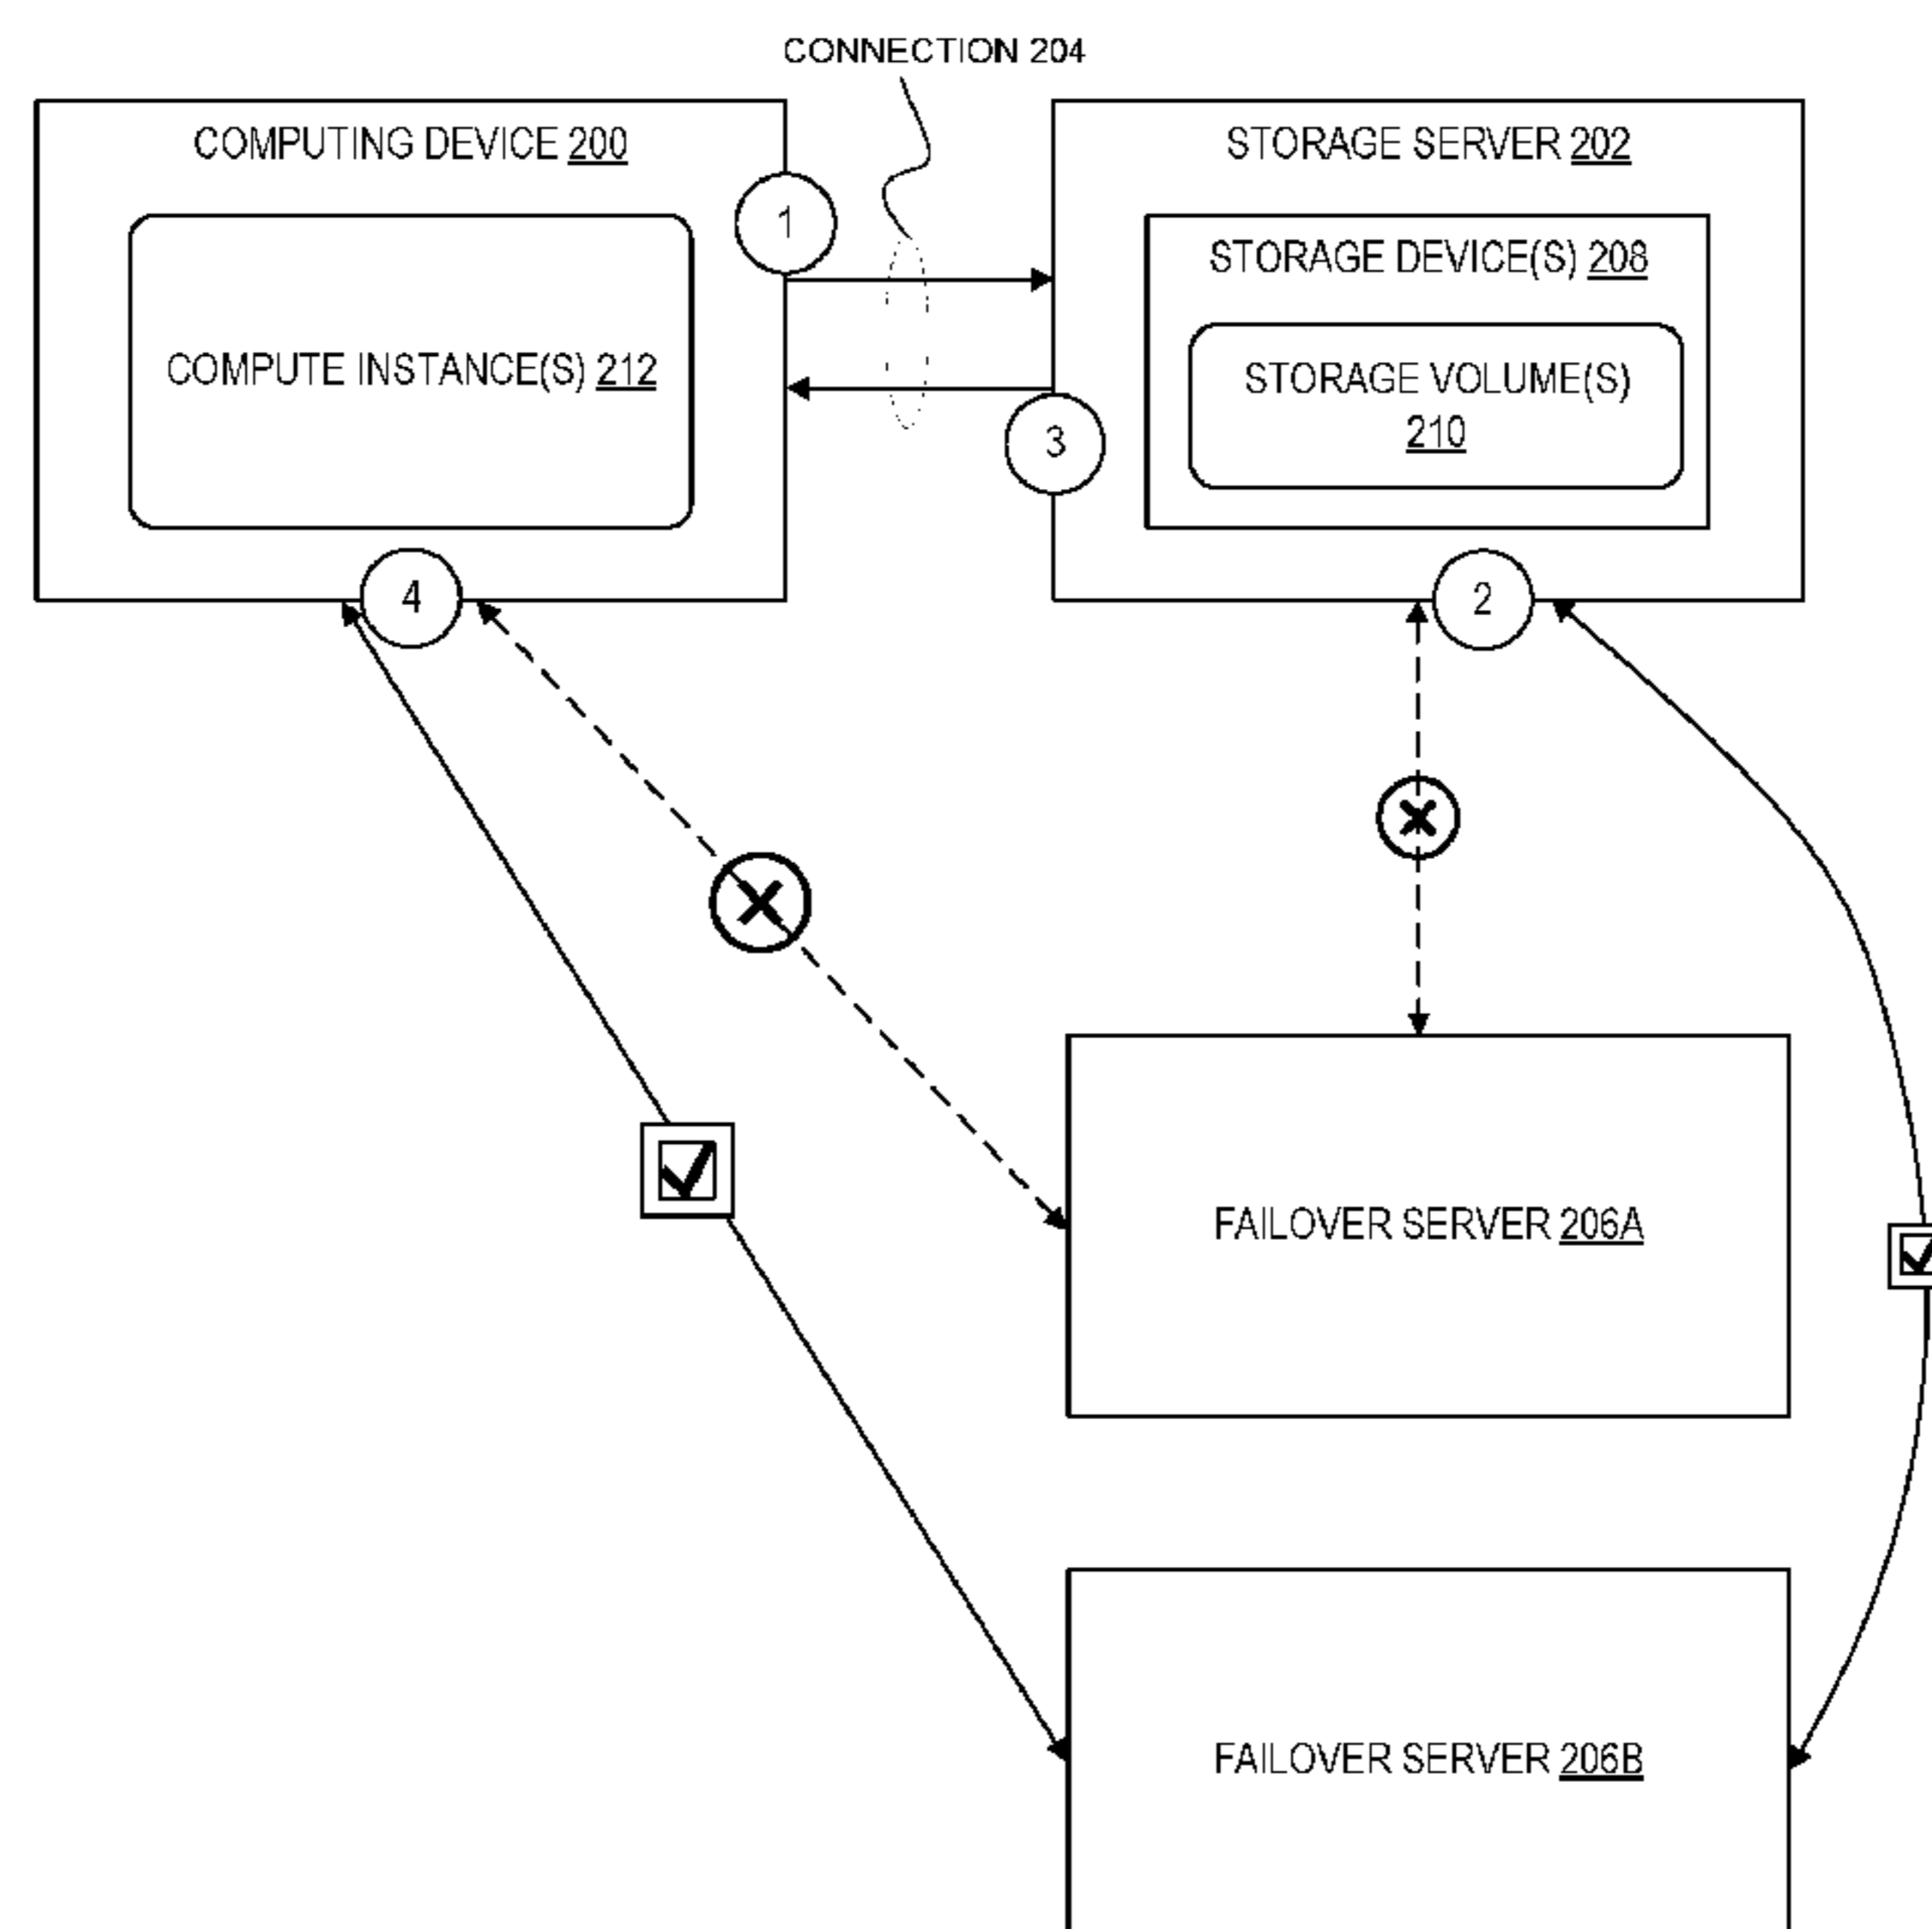 CONNECTION 204
COMPUTING DEVICE 200
STORAGE SERVER 202
1
STORAGE DEVICE(S) 208
COMPUTE INSTANCE(S) 212
STORAGE VOLUME(S)
210
3
4
2
FAILOVER SERVER 206A
FAILOVER SERVER 206B